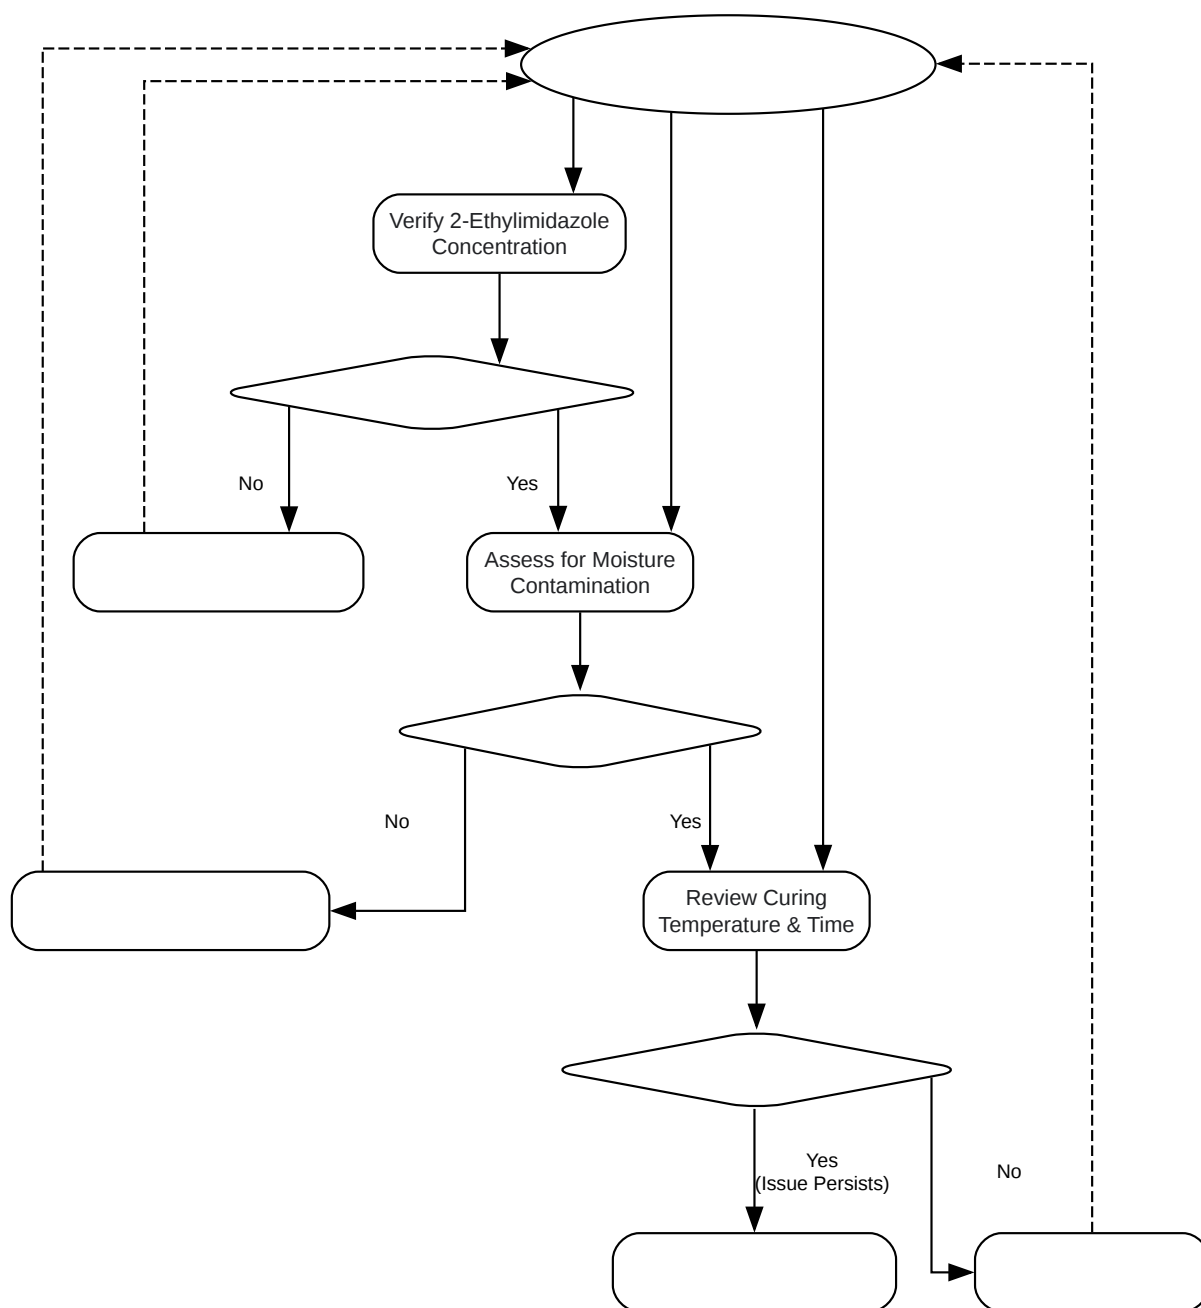 Verify 2-Ethylimidazole
Concentration
No
Yes
Assess for Moisture
Contamination
No
Yes
Review Curing
Temperature & Time
Yes
(Issue Persists)
No